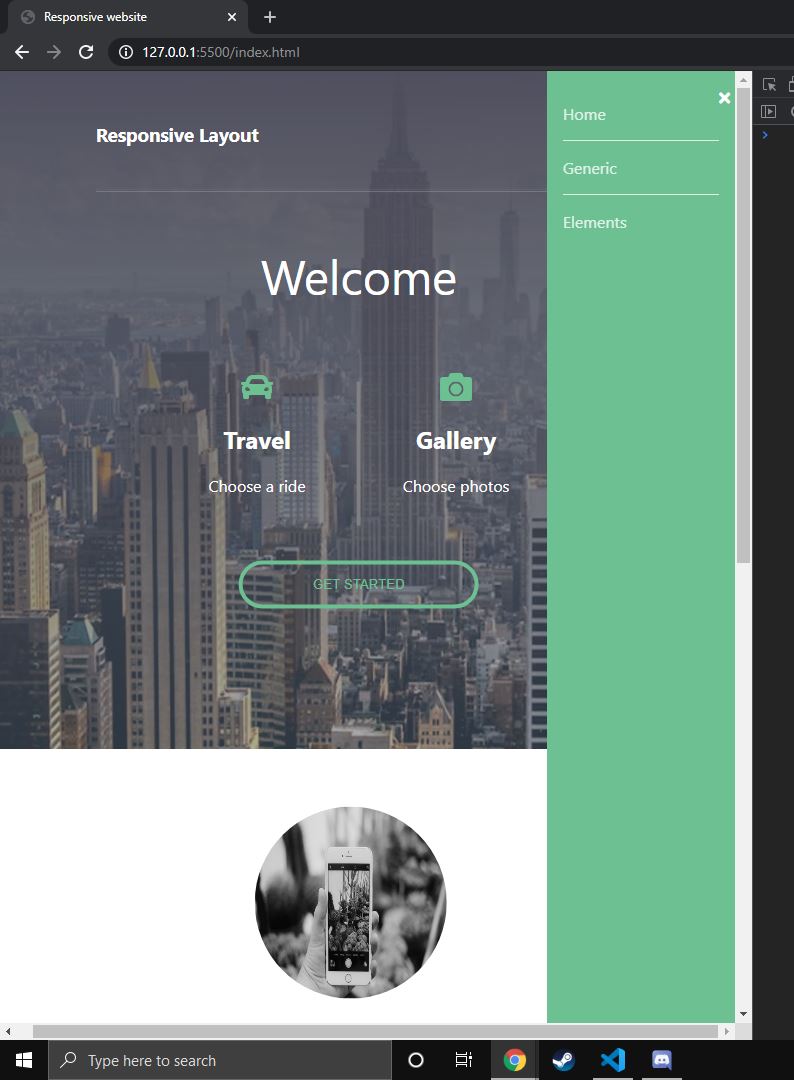 Responsive website
127.0.0.1:5500/index.html
Responsive Layout
Home
Generic
Elements
Welcome
Travel
Gallery
Choose a ride
Choose photos
GET STARTED
Type here to search